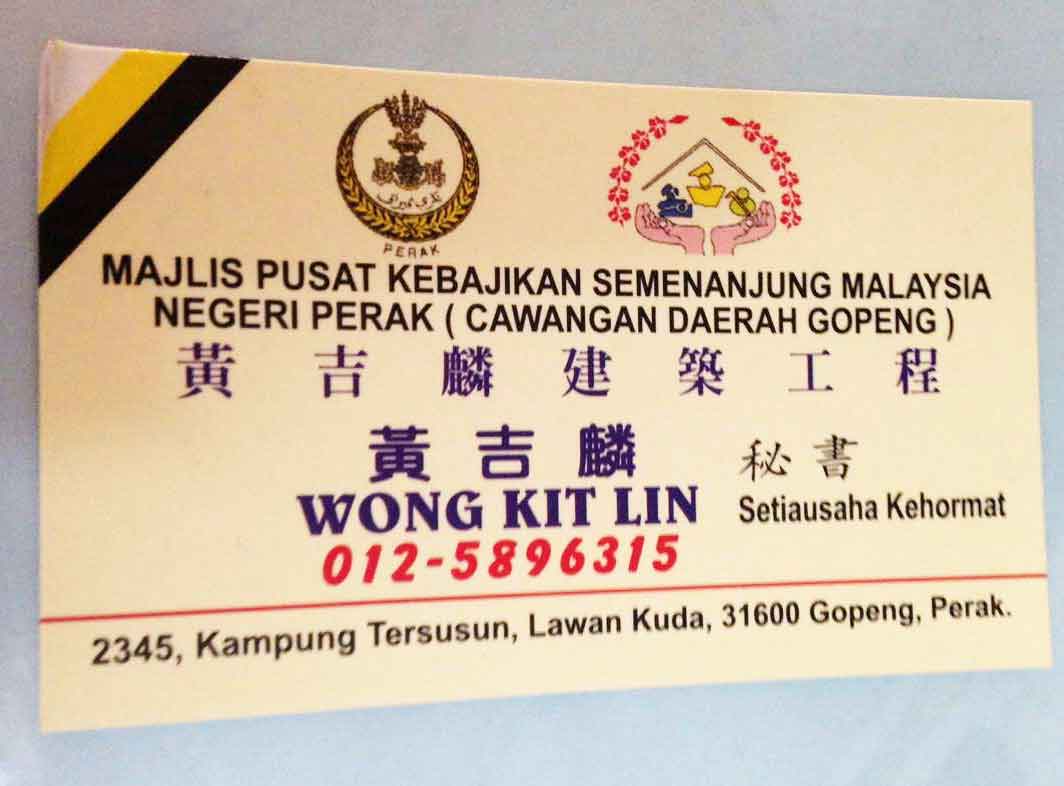 PERAK
MAJLIS PUSAT KEBAJIKAN SEMENANJUNG MALAYSIA
NEGERI PERAK ( CAWANGAN DAERAH GOPENG )
黃吉麟建築工程
黃吉麟 秘書
WONG KIT LIN Setiausaha Kehormat
012-5896315
2345, Kampung Tersusun, Lawan Kuda, 31600 Gopeng, Perak.